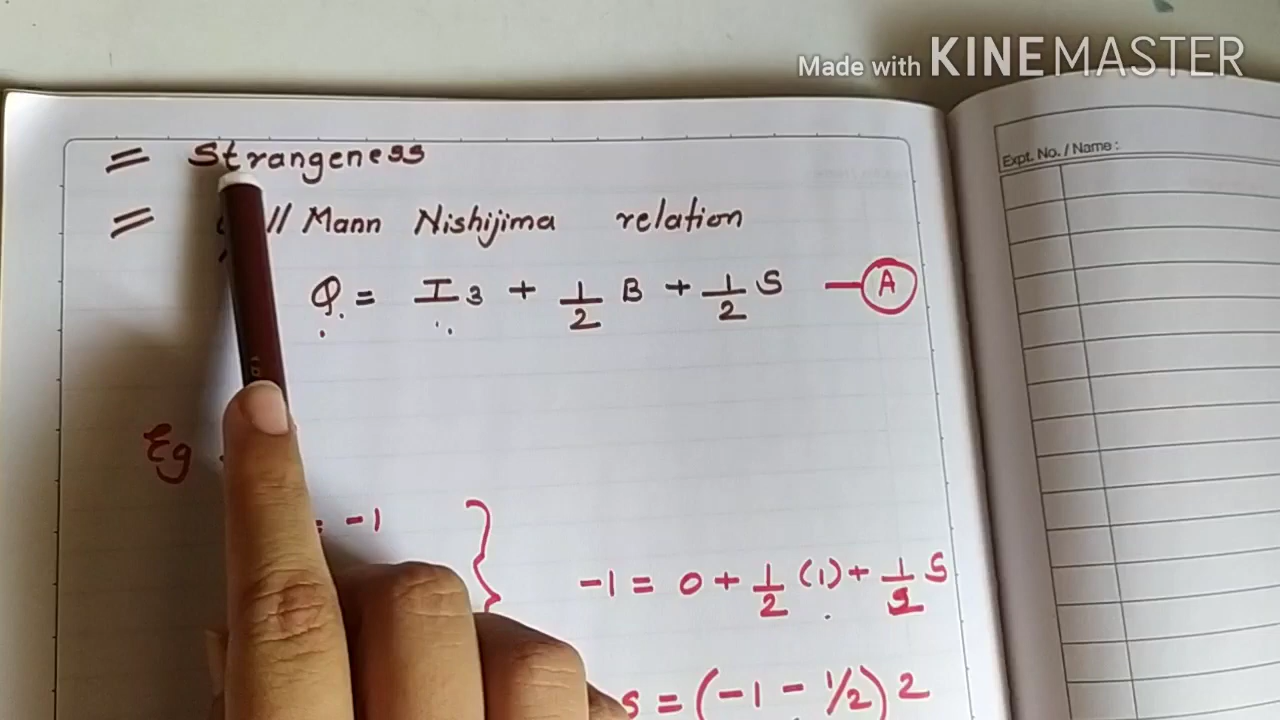 Made with KINEMASTER
= Strangeness
= Mann Nishijima relation
Q = I3 + 1/2 B + 1/2 S — A
Expt. No. / Name :
Eg
= -1
-1 = 0 + 1/2 (1) + 1/2 S
S = (-1 - 1/2) 2